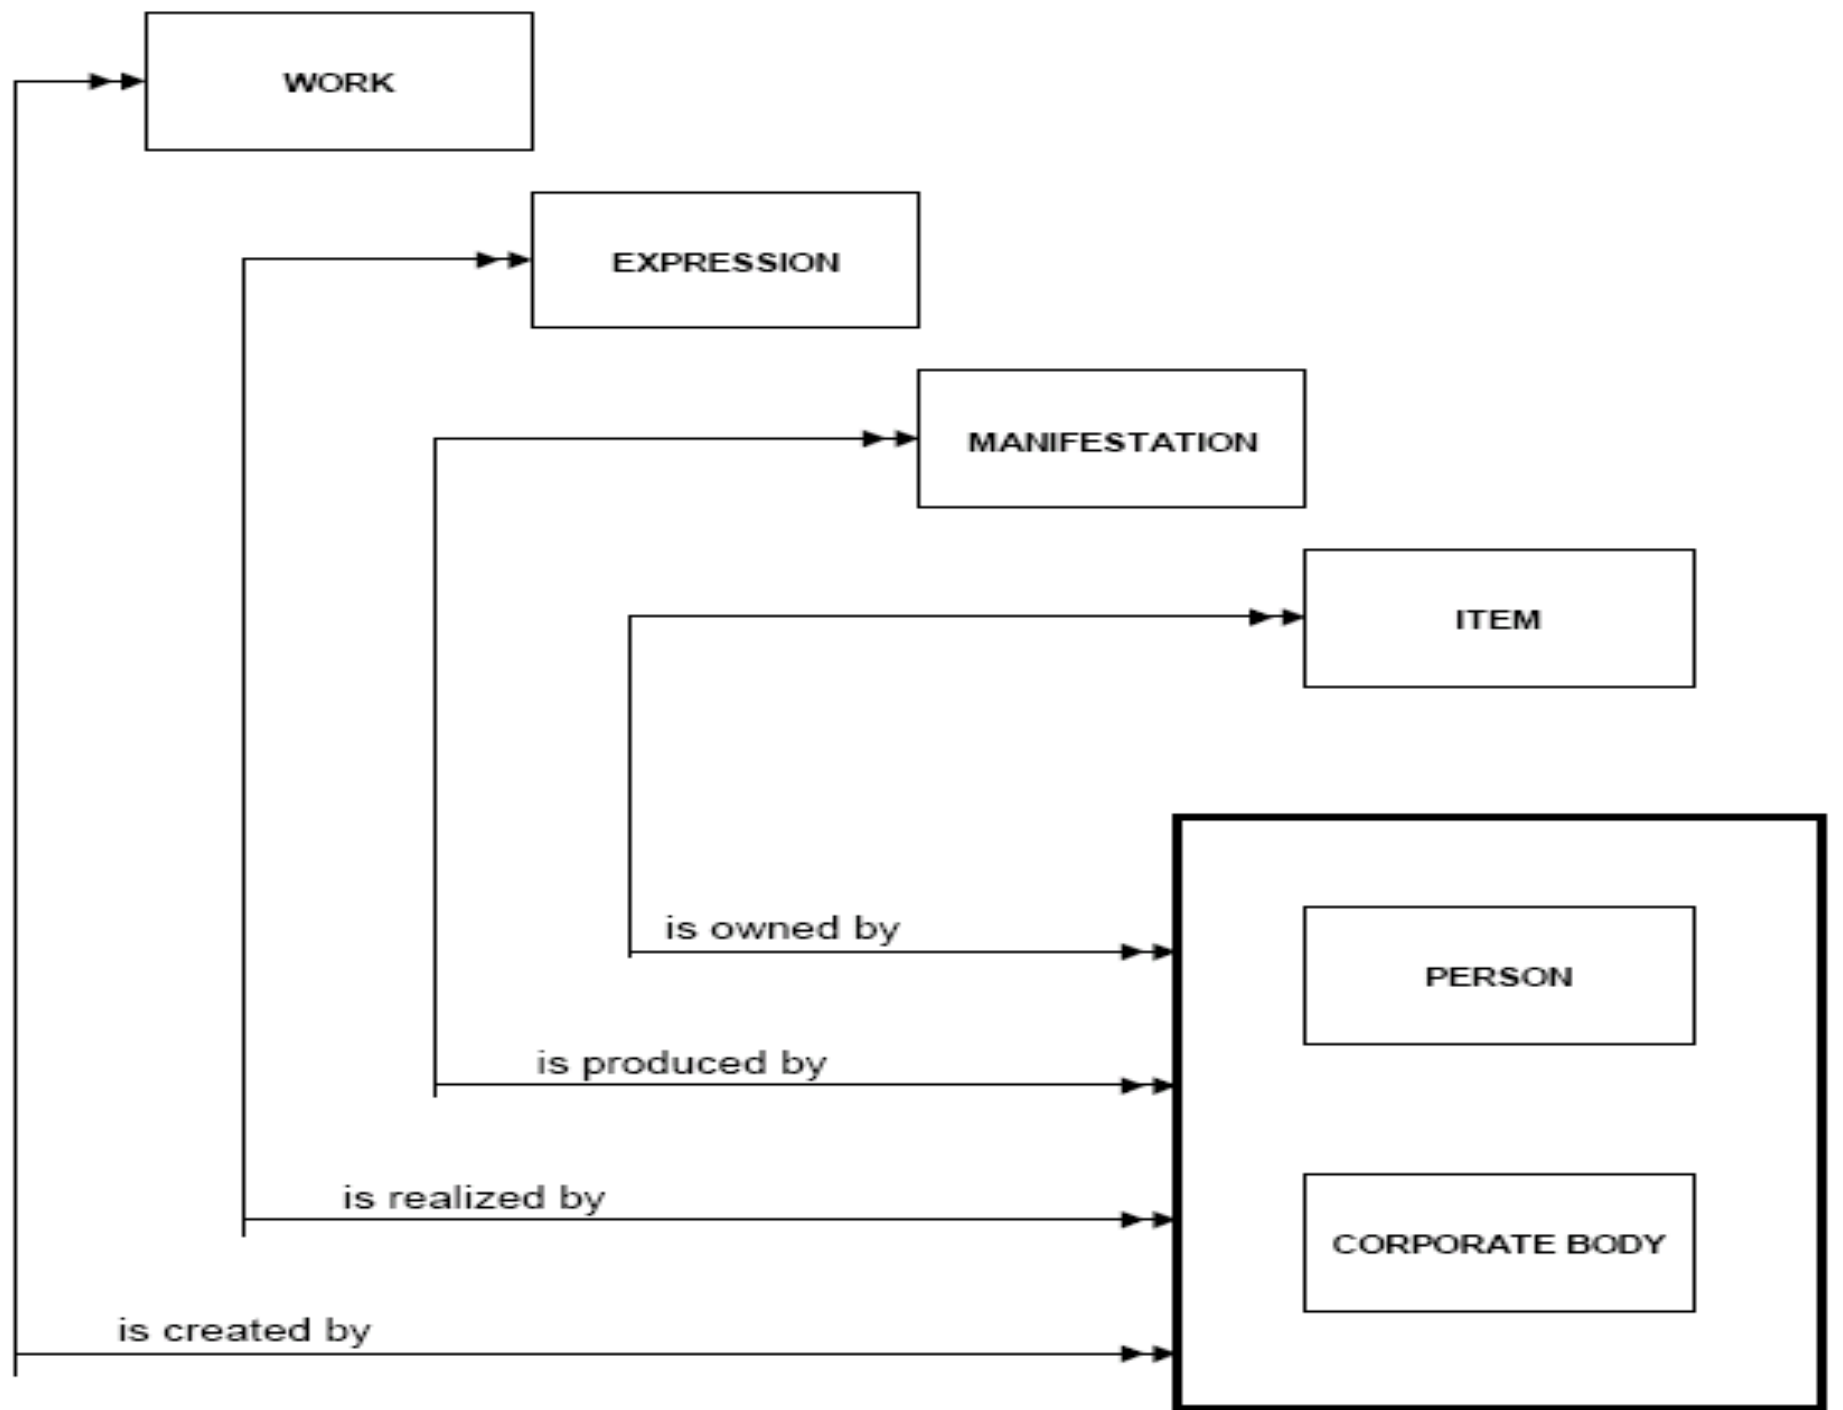 WORK
EXPRESSION
MANIFESTATION
ITEM
is owned by
PERSON
is produced by
is realized by
CORPORATE BODY
is created by